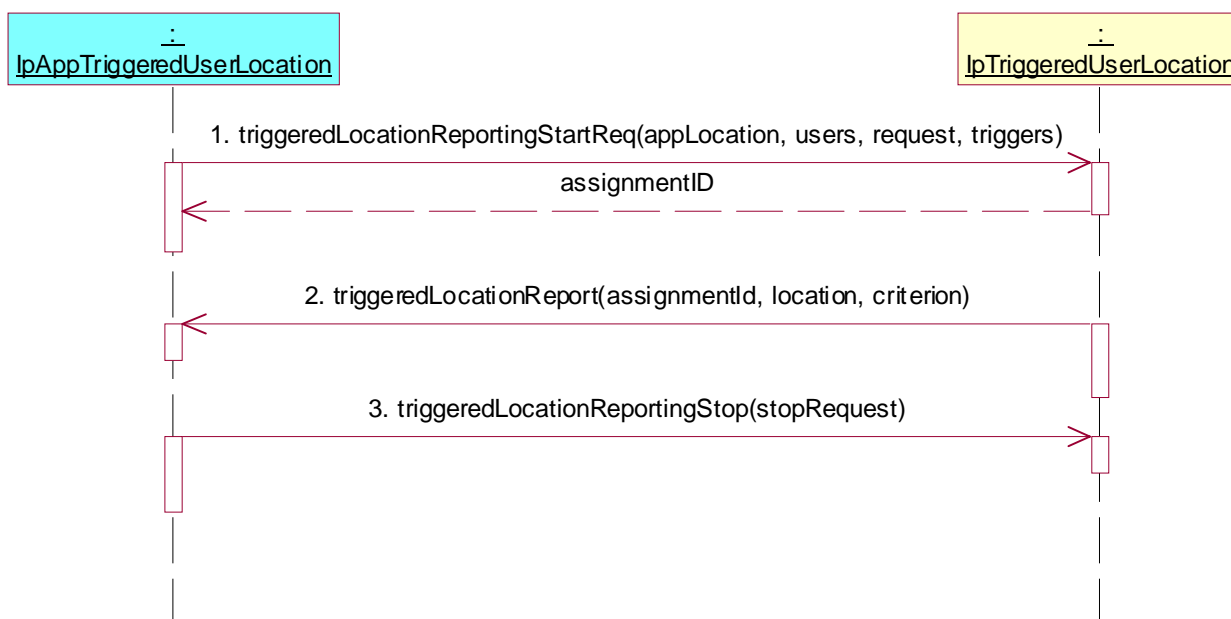 :
IpAppTriggeredUserLocation
:
IpTriggeredUserLocation
1. triggeredLocationReportingStartReq(appLocation, users, request, triggers)
assignmentID
2. triggeredLocationReport(assignmentId, location, criterion)
3. triggeredLocationReportingStop(stopRequest)